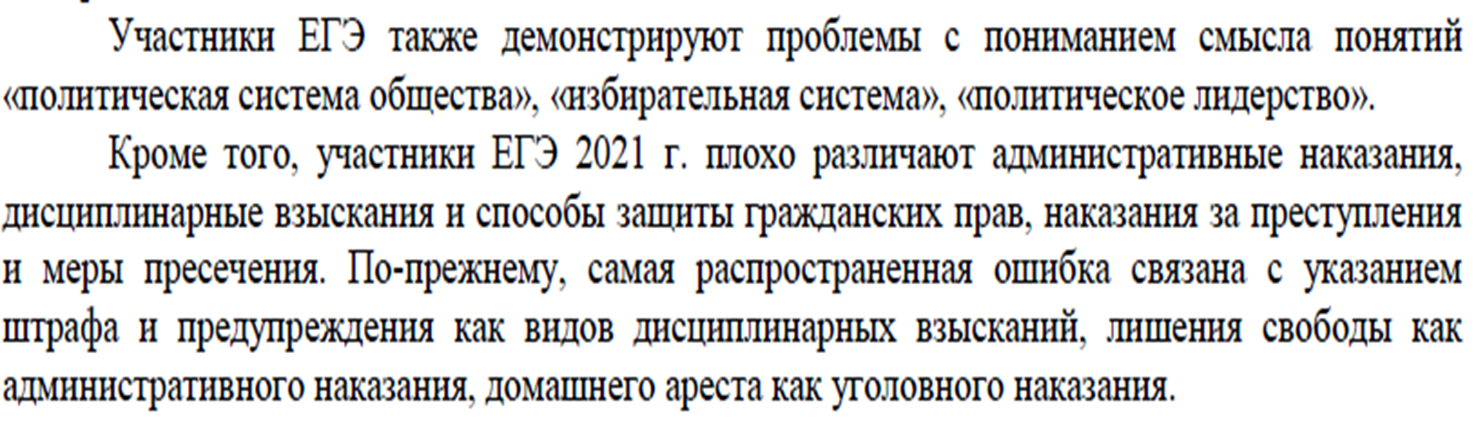 Участники ЕГЭ также демонстрируют проблемы с пониманием смысла понятий
«политическая система общества», «избирательная система», «политическое лидерство».
Кроме того, участники ЕГЭ 2021 г. плохо различают административные наказания,
дисциплинарные взыскания и способы защиты гражданских прав, наказания за преступления
и меры пресечения. По-прежнему, самая распространенная ошибка связана с указанием
штрафа и предупреждения как видов дисциплинарных взысканий, лишения свободы как
административного наказания, домашнего ареста как уголовного наказания.